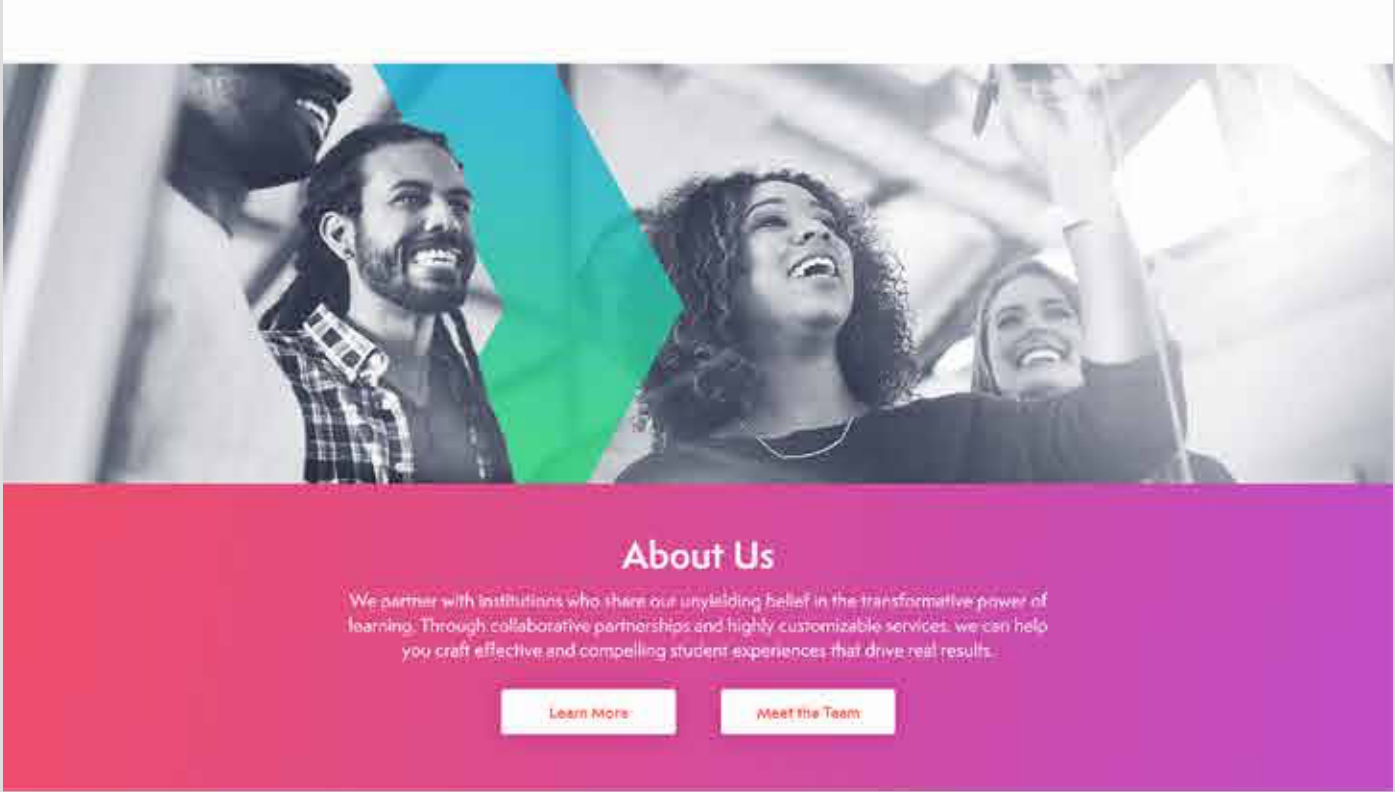 About Us
We partner with institutions who share our unyielding belief in the transformative power of
learning. Through collaborative partnerships and highly customizable services, we can help
you craft effective and compelling student experiences that drive real results.
Learn More
Meet the Team